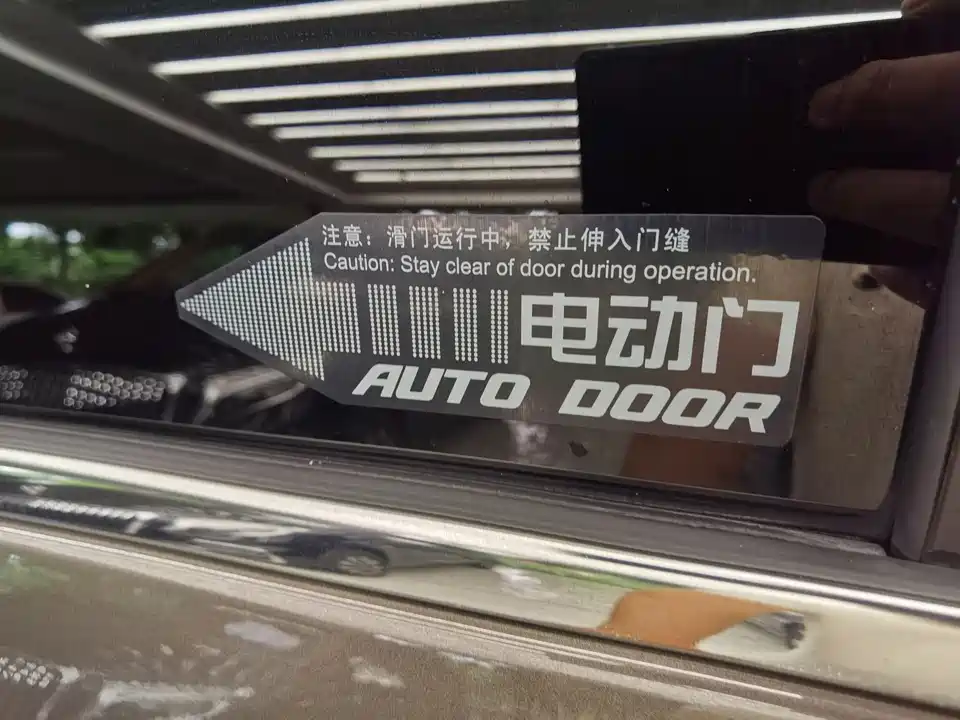 注意：滑门运行中，禁止伸入门缝
Caution: Stay clear of door during operation.
电动门
AUTO DOOR